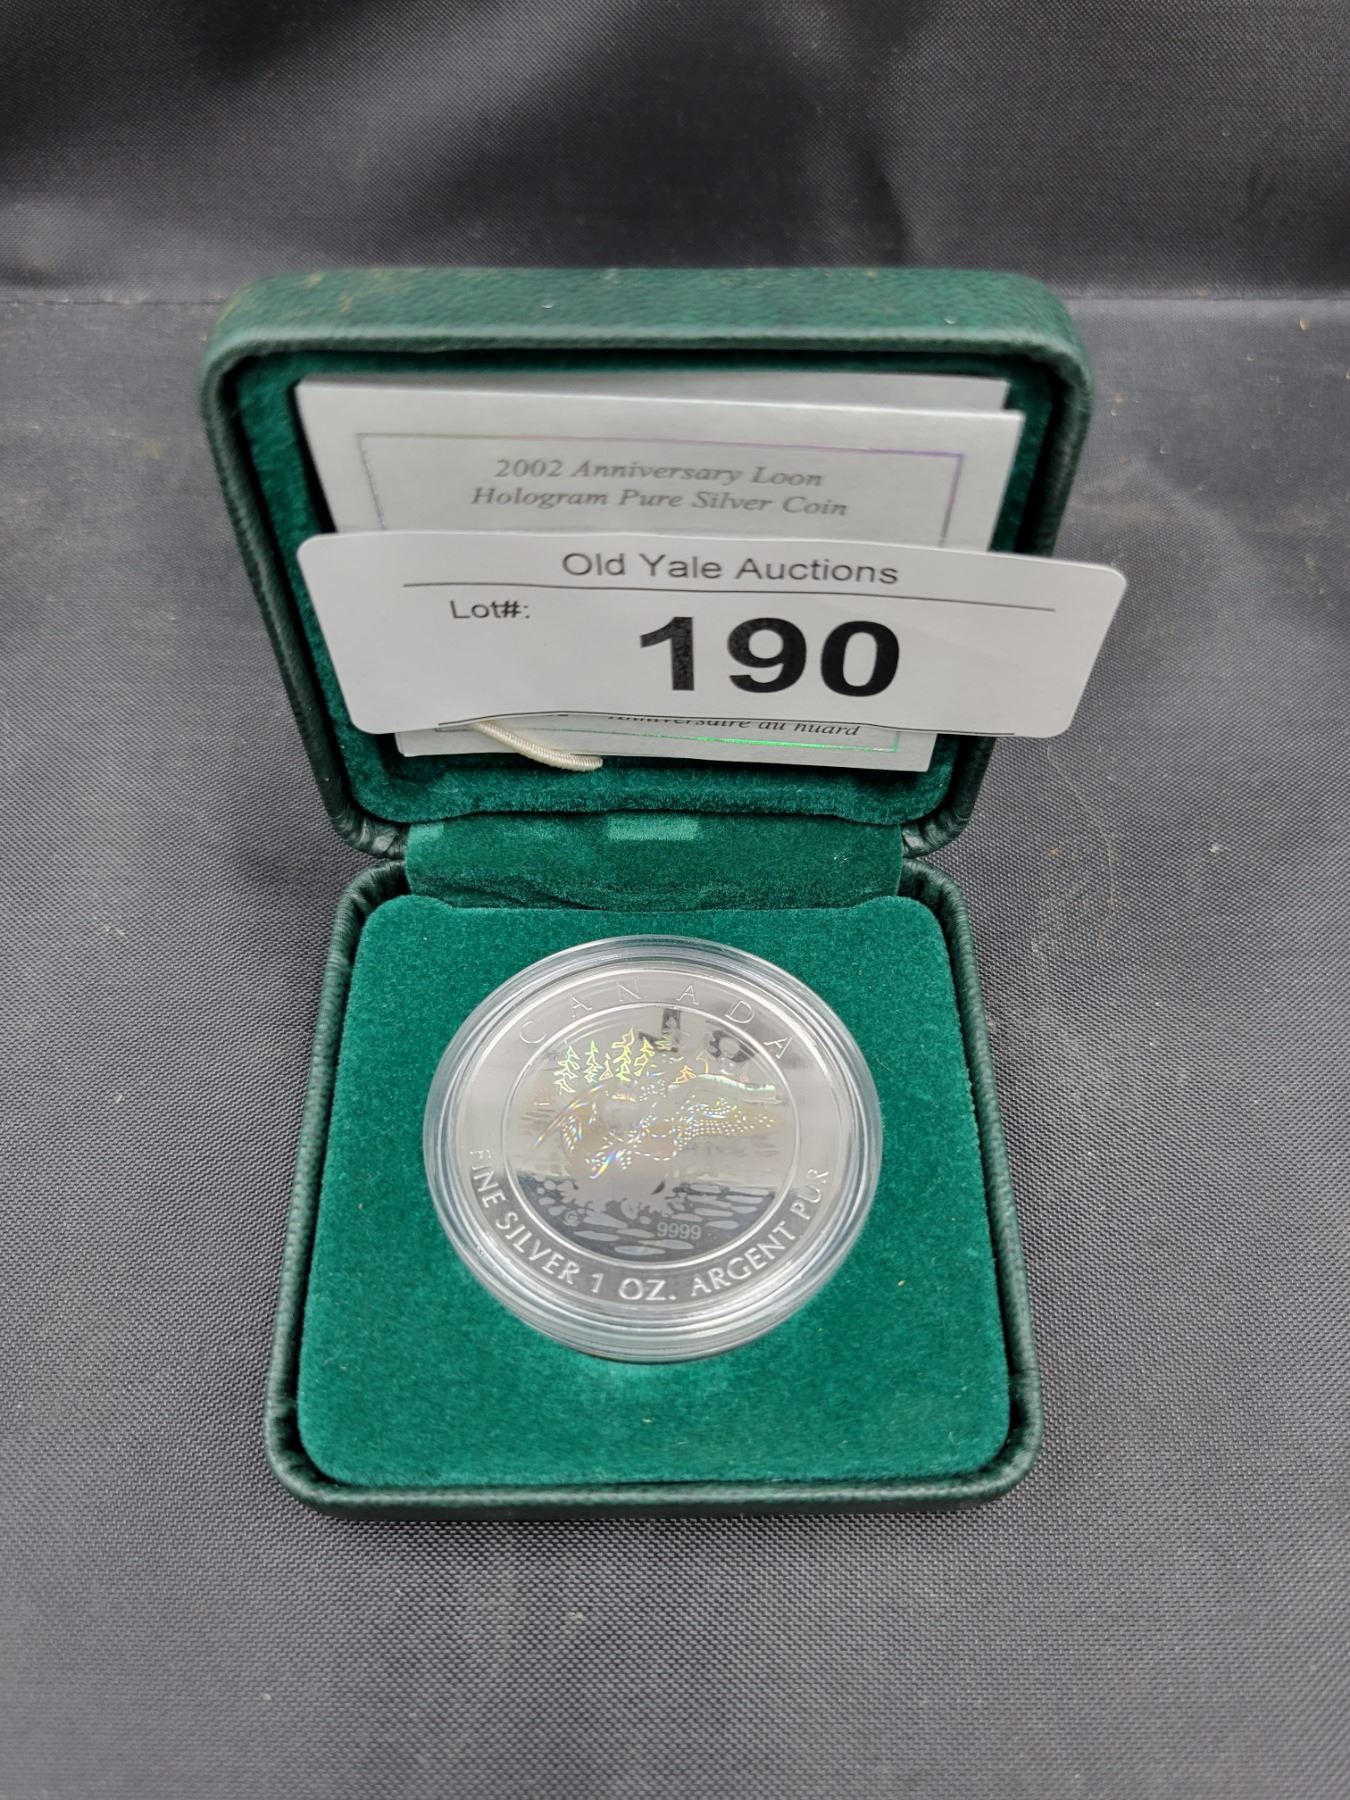 2002 Anniversary Loon
Hologram Pure Silver Coin
Old Yale Auctions
Lot#:
190
Anniversaire du huard
CANADA
9999
FINE SILVER 1 OZ. ARGENT PUR